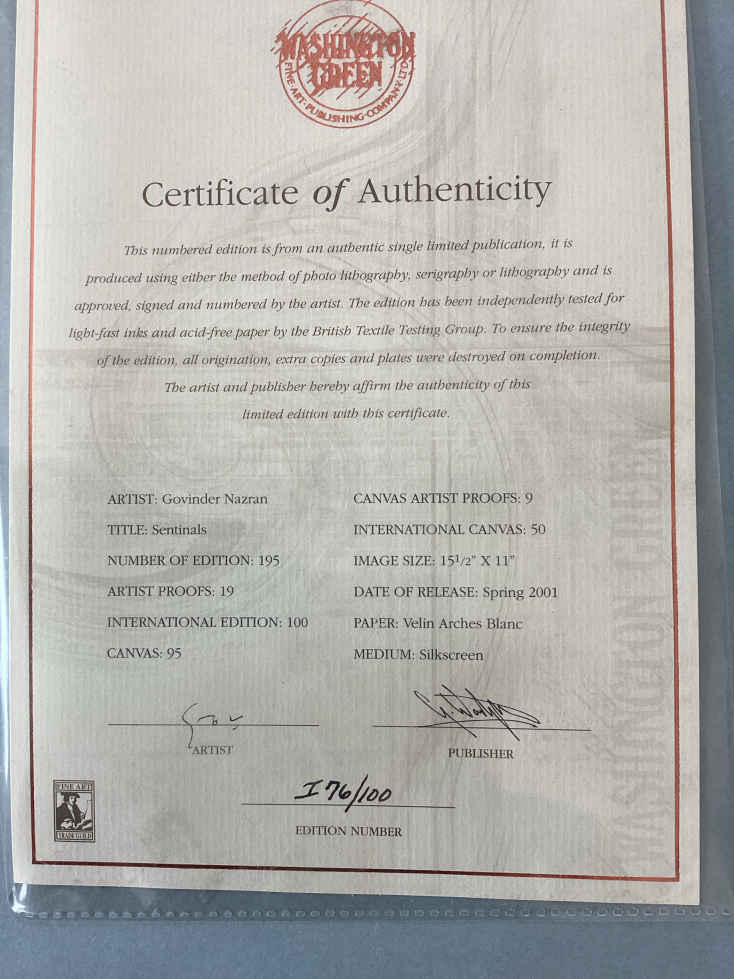 WASHINGTON
GREEN
FINE·ART·PUBLISHING·COMPANY·LTD
Certificate of Authenticity
This numbered edition is from an authentic single limited publication, it is
produced using either the method of photo lithography, serigraphy or lithography and is
approved, signed and numbered by the artist. The edition has been independently tested for
light-fast inks and acid-free paper by the British Textile Testing Group. To ensure the integrity
of the edition, all origination, extra copies and plates were destroyed on completion.
The artist and publisher hereby affirm the authenticity of this
limited edition with this certificate.
ARTIST: Govinder Nazran
TITLE: Sentinals
NUMBER OF EDITION: 195
ARTIST PROOFS: 19
INTERNATIONAL EDITION: 100
CANVAS: 95
CANVAS ARTIST PROOFS: 9
INTERNATIONAL CANVAS: 50
IMAGE SIZE: 15 1/2" X 11"
DATE OF RELEASE: Spring 2001
PAPER: Velin Arches Blanc
MEDIUM: Silkscreen
ARTIST
PUBLISHER
I 76/100
EDITION NUMBER
FINE ART
TRADE GUILD
WASHINGTON GREEN